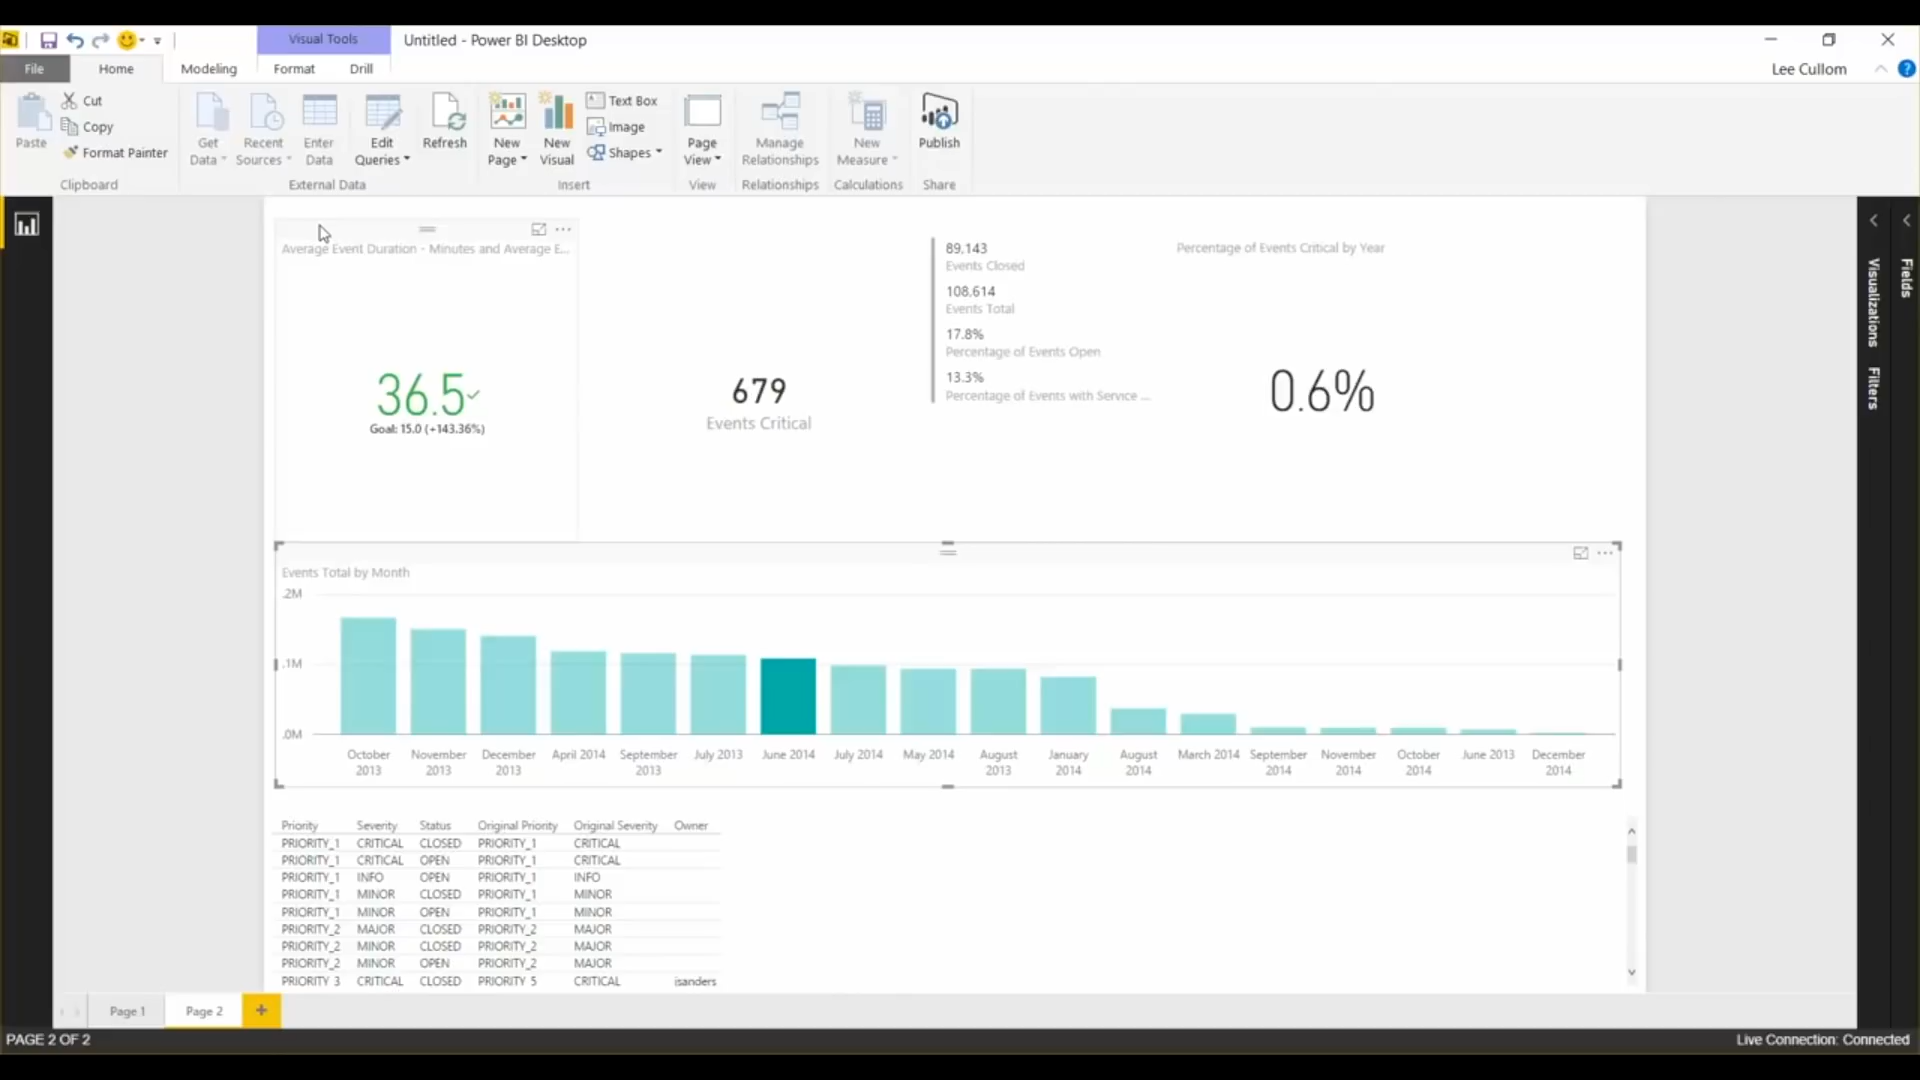 Visual Tools
Untitled - Power BI Desktop
File
Home
Modeling
Format
Drill
Lee Cullom
?
Paste
Cut
Copy
Format Painter
Clipboard
Get Data
Recent Sources
Enter Data
Edit Queries
Refresh
External Data
New Page
New Visual
Text Box
Image
Shapes
Insert
Page View
View
Manage Relationships
Relationships
New Measure
Calculations
Publish
Share
Average Event Duration - Minutes and Average E...
36.5
Goal: 15.0 (+143.36%)
679
Events Critical
89,143
Events Closed
108,614
Events Total
17.8%
Percentage of Events Open
13.3%
Percentage of Events with Service ...
Percentage of Events Critical by Year
0.6%
Visualizations
Filters
Fields
Events Total by Month
.2M
.1M
.0M
October 2013
November 2013
December 2013
April 2014
September 2013
July 2013
June 2014
July 2014
May 2014
August 2013
January 2014
August 2014
March 2014
September 2014
November 2014
October 2014
June 2013
December 2014
Priority Severity Status Original Priority Original Severity Owner
PRIORITY_1 CRITICAL CLOSED PRIORITY_1 CRITICAL
PRIORITY_1 CRITICAL OPEN PRIORITY_1 CRITICAL
PRIORITY_1 INFO OPEN PRIORITY_1 INFO
PRIORITY_1 MINOR CLOSED PRIORITY_1 MINOR
PRIORITY_1 MINOR OPEN PRIORITY_1 MINOR
PRIORITY_2 MAJOR CLOSED PRIORITY_2 MAJOR
PRIORITY_2 MINOR CLOSED PRIORITY_2 MAJOR
PRIORITY_2 MINOR OPEN PRIORITY_2 MAJOR
PRIORITY_3 CRITICAL CLOSED PRIORITY_5 CRITICAL isanders
Page 1
Page 2
+
PAGE 2 OF 2
Live Connection: Connected